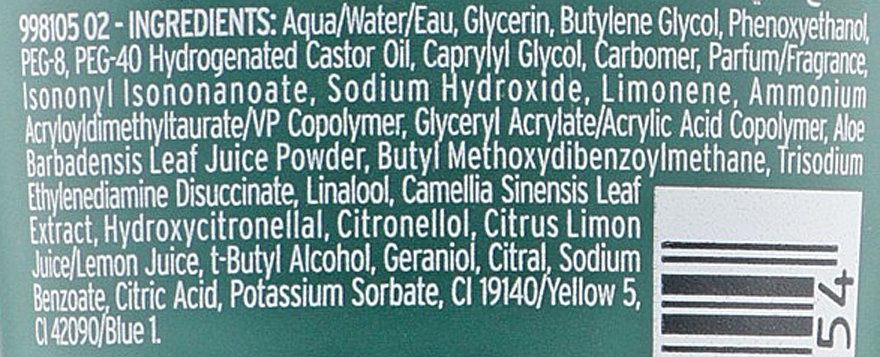 998105 02 - INGREDIENTS: Aqua/Water/Eau, Glycerin, Butylene Glycol, Phenoxyethanol,
PEG-8, PEG-40 Hydrogenated Castor Oil, Caprylyl Glycol, Carbomer, Parfum/Fragrance,
Isononyl Isononanoate, Sodium Hydroxide, Limonene, Ammonium
Acryloyldimethyltaurate/VP Copolymer, Glyceryl Acrylate/Acrylic Acid Copolymer, Aloe
Barbadensis Leaf Juice Powder, Butyl Methoxydibenzoylmethane, Trisodium
Ethylenediamine Disuccinate, Linalool, Camellia Sinensis Leaf
Extract, Hydroxycitronellal, Citronellol, Citrus Limon
Juice/Lemon Juice, t-Butyl Alcohol, Geraniol, Citral, Sodium
Benzoate, Citric Acid, Potassium Sorbate, CI 19140/Yellow 5,
CI 42090/Blue 1.
54